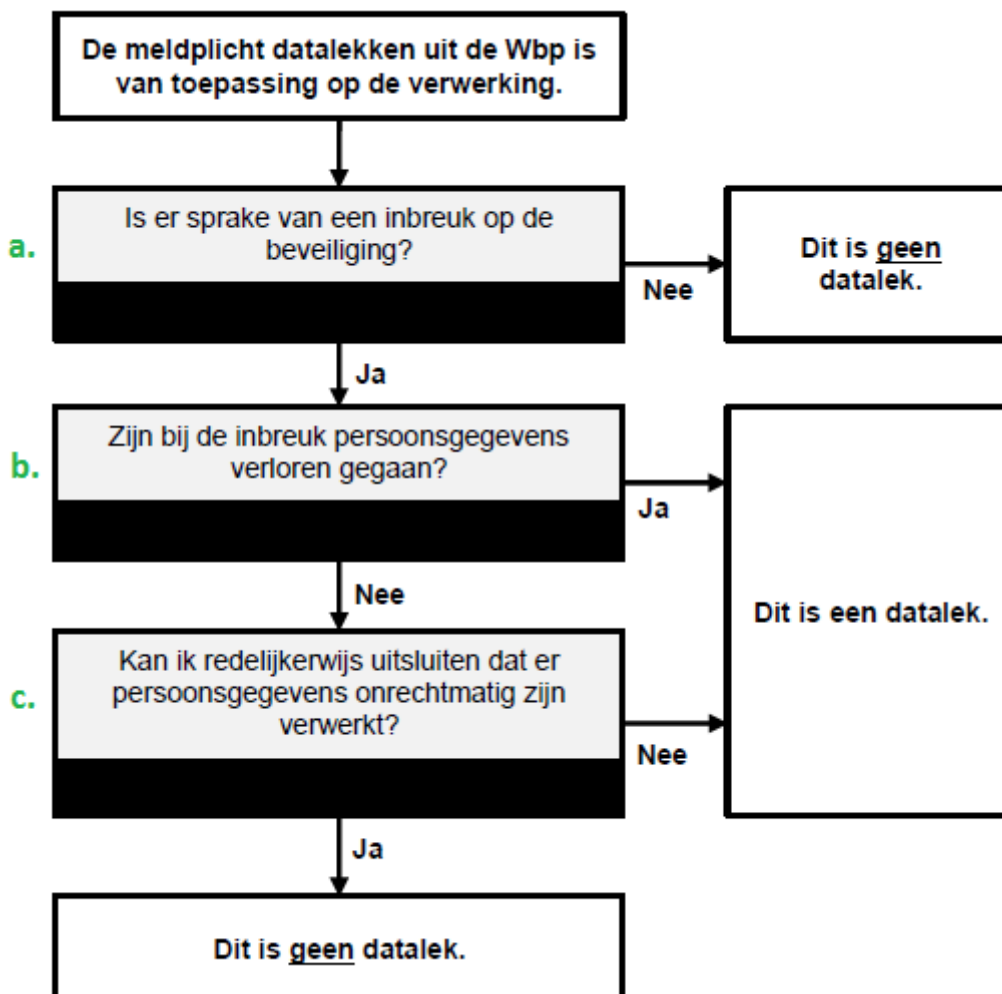 De meldplicht datalekken uit de Wbp is
van toepassing op de verwerking.
a.
Is er sprake van een inbreuk op de
beveiliging?
Nee
Dit is geen
datalek.
Ja
b.
Zijn bij de inbreuk persoonsgegevens
verloren gegaan?
Ja
Dit is een datalek.
Nee
c.
Kan ik redelijkerwijs uitsluiten dat er
persoonsgegevens onrechtmatig zijn
verwerkt?
Nee
Ja
Dit is geen datalek.